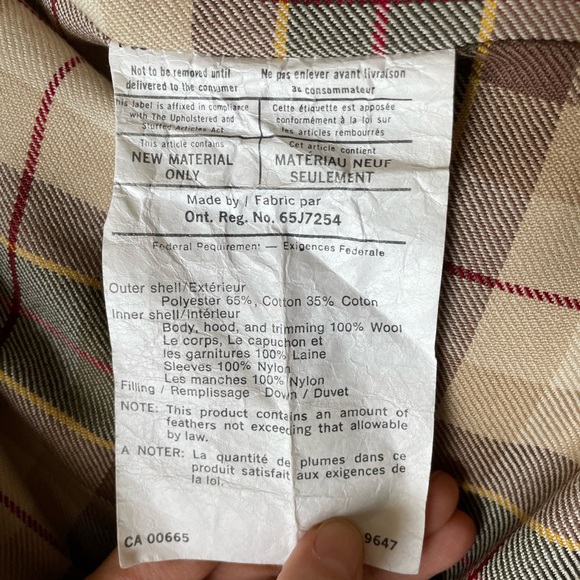 Not to be removed until
delivered to the consumer
Ne pas enlever avant livraison
au consommateur
his label is affixed in compliance
with The Upholstered and
Stuffed Articles Act
Cette étiquette est apposée
conformément à la loi sur
les articles rembourrés
This article contains
NEW MATERIAL
ONLY
Cet article contient
MATÉRIAU NEUF
SEULEMENT
Made by / Fabric par
Ont. Reg. No. 65J7254
Federal Requirement — Exigences Federale
Outer shell/Extérieur
Polyester 65%, Cotton 35% Coton
Inner shell/Intérieur
Body, hood, and trimming 100% Wool
Le corps, Le capuchon et
les garnitures 100% Laine
Sleeves 100% Nylon
Les manches 100% Nylon
Filling / Remplissage Down / Duvet
NOTE: This product contains an amount of
feathers not exceeding that allowable
by law.
A NOTER: La quantité de plumes dans ce
produit satisfait aux exigences de
la loi.
CA 00665
9647